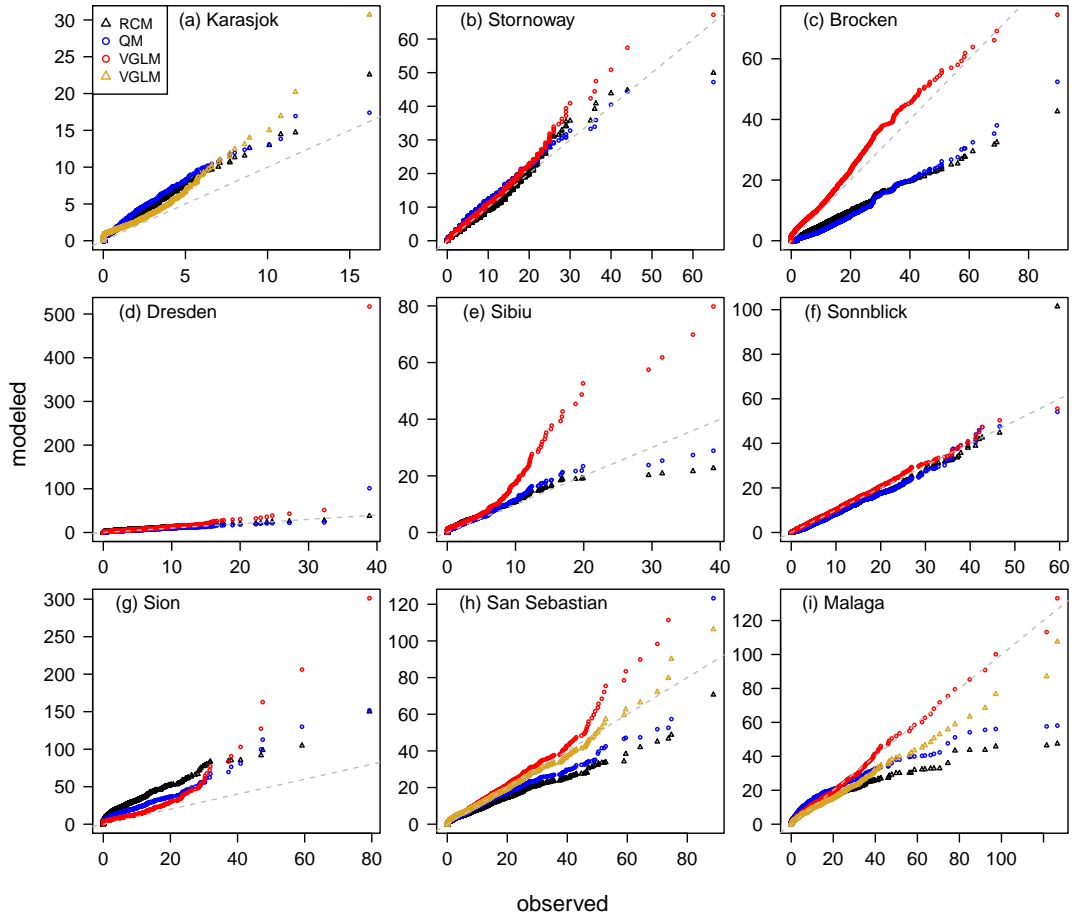 (a) Karasjok
RCM
QM
VGLM
VGLM
0 5 10 15 20 25 30
0 5 10 15
(b) Stornoway
0 20 40 60
0 10 20 30 40 50 60
(c) Brocken
0 20 40 60
0 20 40 60 80
(d) Dresden
0 100 200 300 400 500
0 10 20 30 40
(e) Sibiu
0 20 40 60 80
0 10 20 30 40
(f) Sonnblick
0 20 40 60 80 100
0 10 20 30 40 50 60
(g) Sion
0 50 100 150 200 250 300
0 20 40 60 80
(h) San Sebastian
0 20 40 60 80 100 120
0 20 40 60 80
(i) Malaga
0 20 40 60 80 100 120
0 20 40 60 80 100
modeled
observed